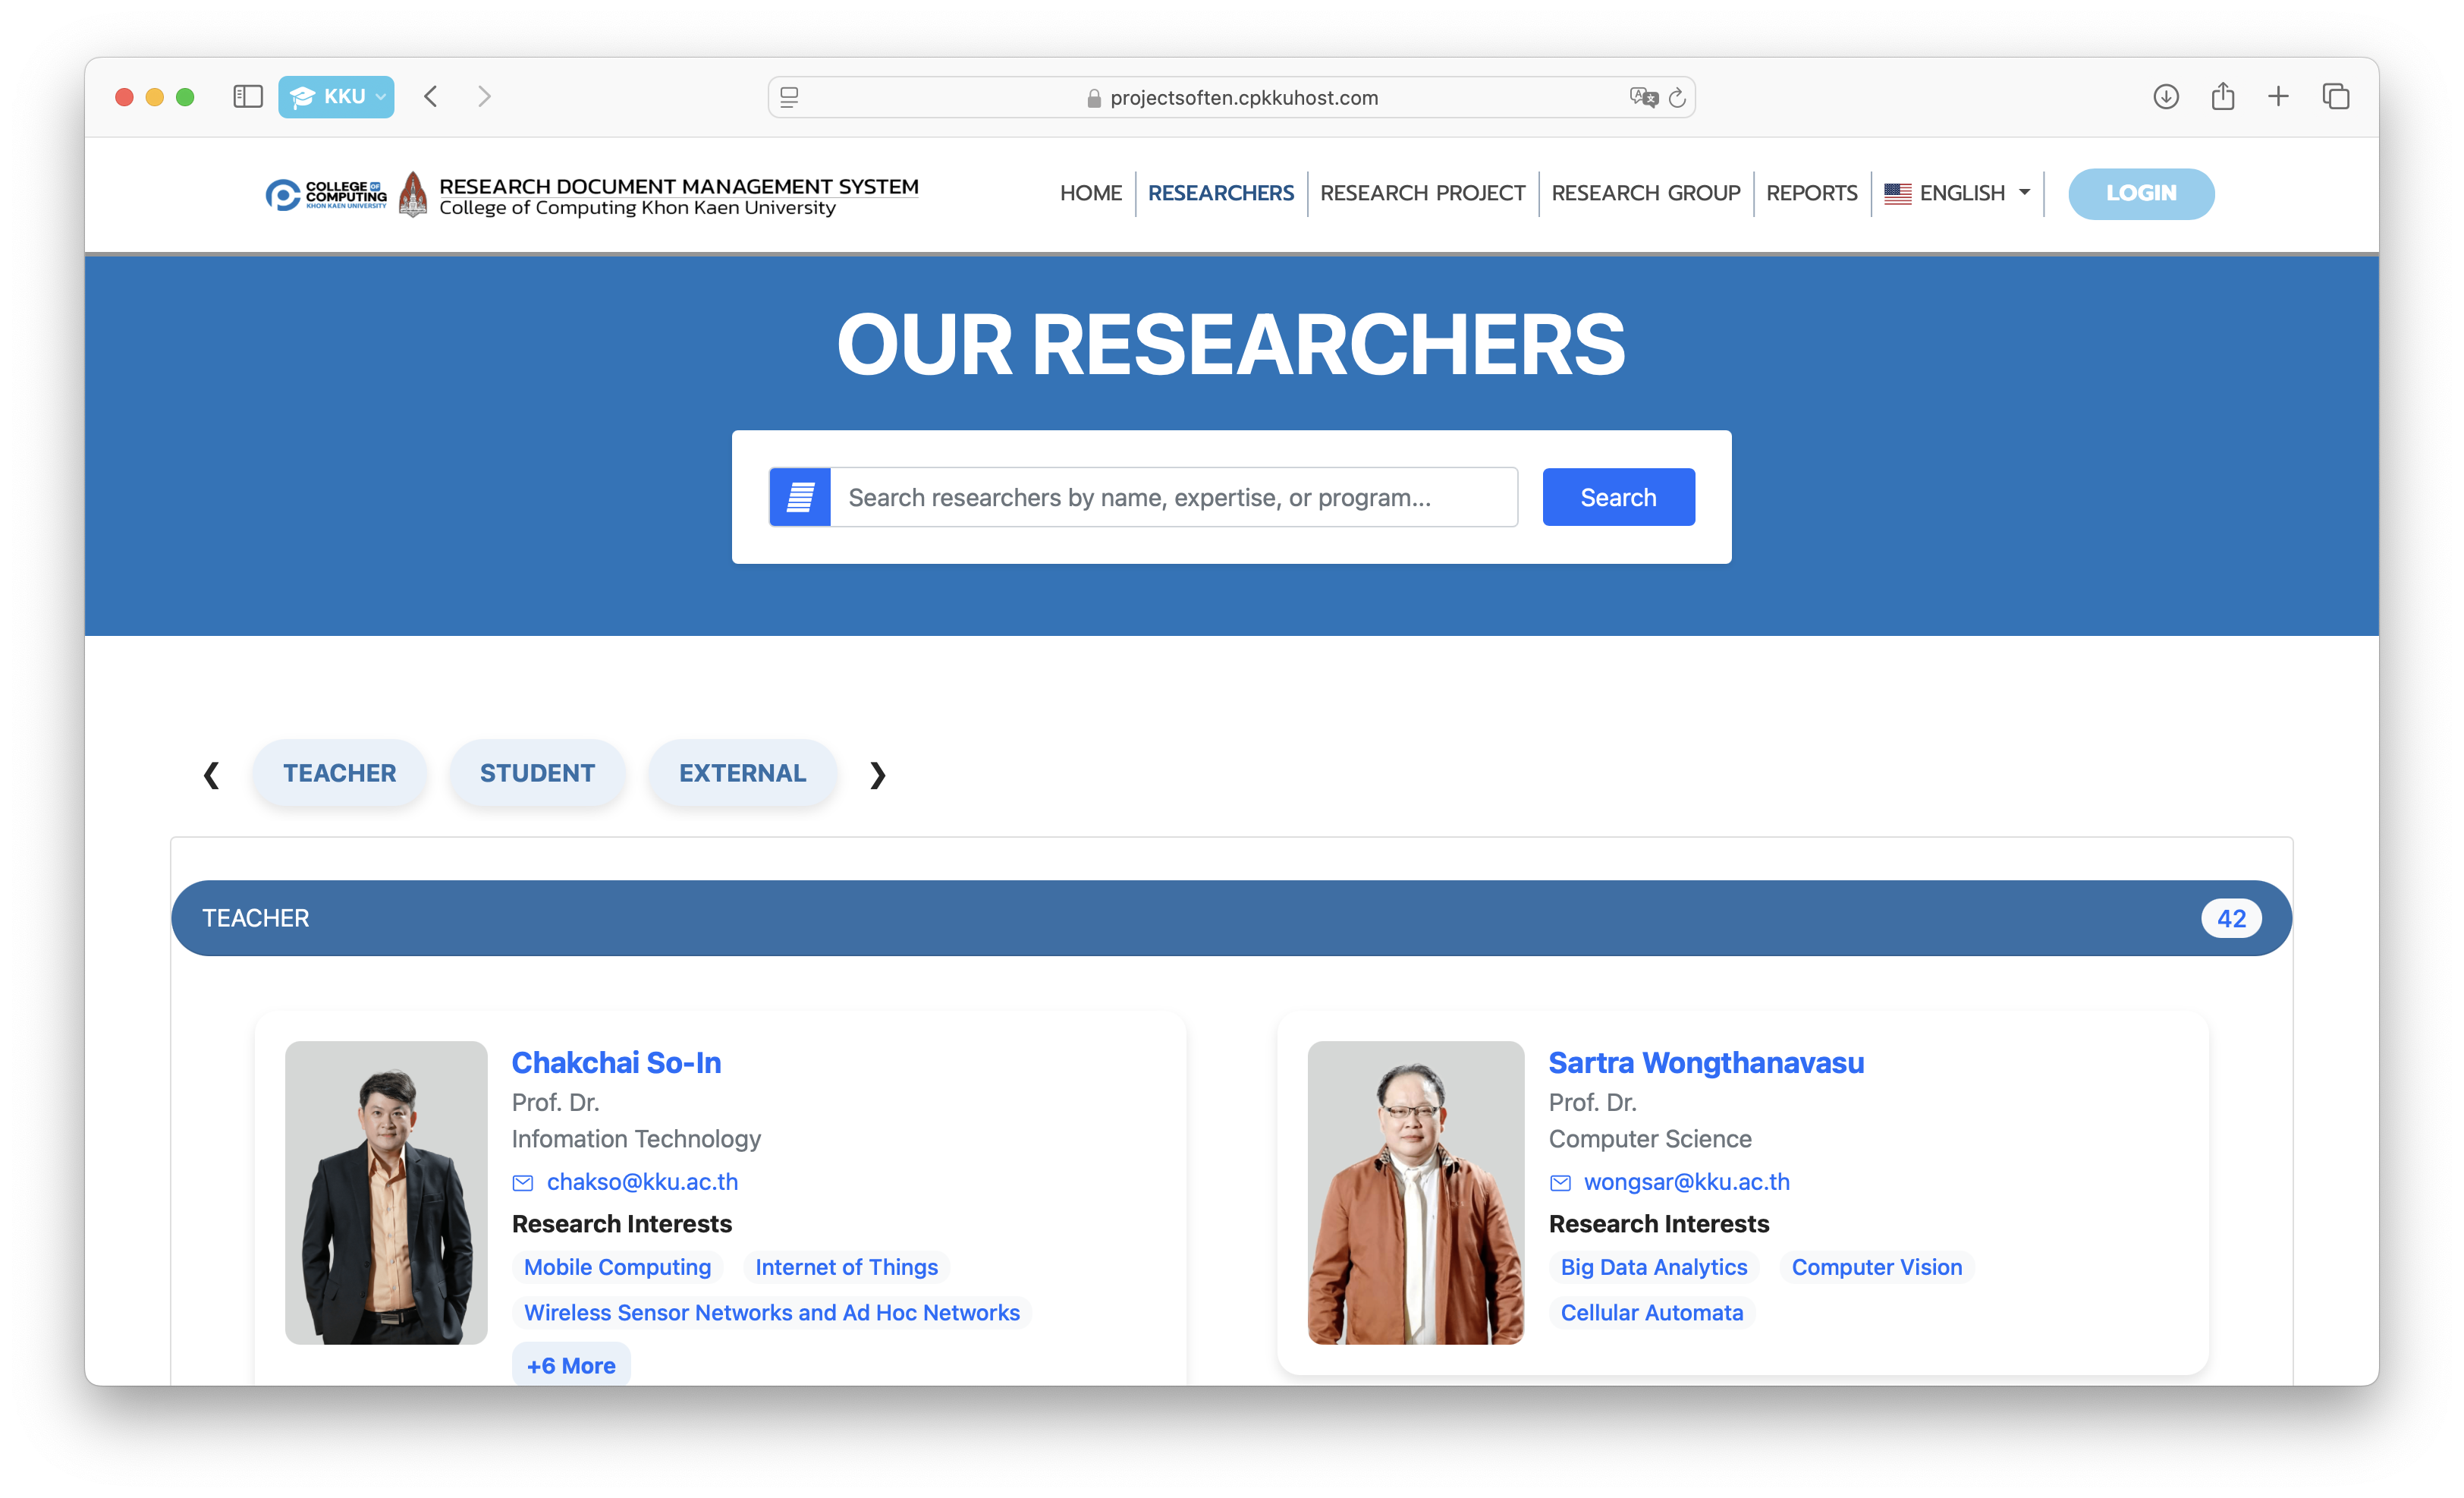 KKU
projectsoften.cpkkuhost.com
COLLEGE OF
COMPUTING
KHON KAEN UNIVERSITY
RESEARCH DOCUMENT MANAGEMENT SYSTEM
College of Computing Khon Kaen University
HOME
RESEARCHERS
RESEARCH PROJECT
RESEARCH GROUP
REPORTS
ENGLISH
LOGIN
OUR RESEARCHERS
Search researchers by name, expertise, or program...
Search
❮
TEACHER
STUDENT
EXTERNAL
❯
TEACHER
42
Chakchai So-In
Prof. Dr.
Infomation Technology
chakso@kku.ac.th
Research Interests
Mobile Computing
Internet of Things
Wireless Sensor Networks and Ad Hoc Networks
+6 More
Sartra Wongthanavasu
Prof. Dr.
Computer Science
wongsar@kku.ac.th
Research Interests
Big Data Analytics
Computer Vision
Cellular Automata